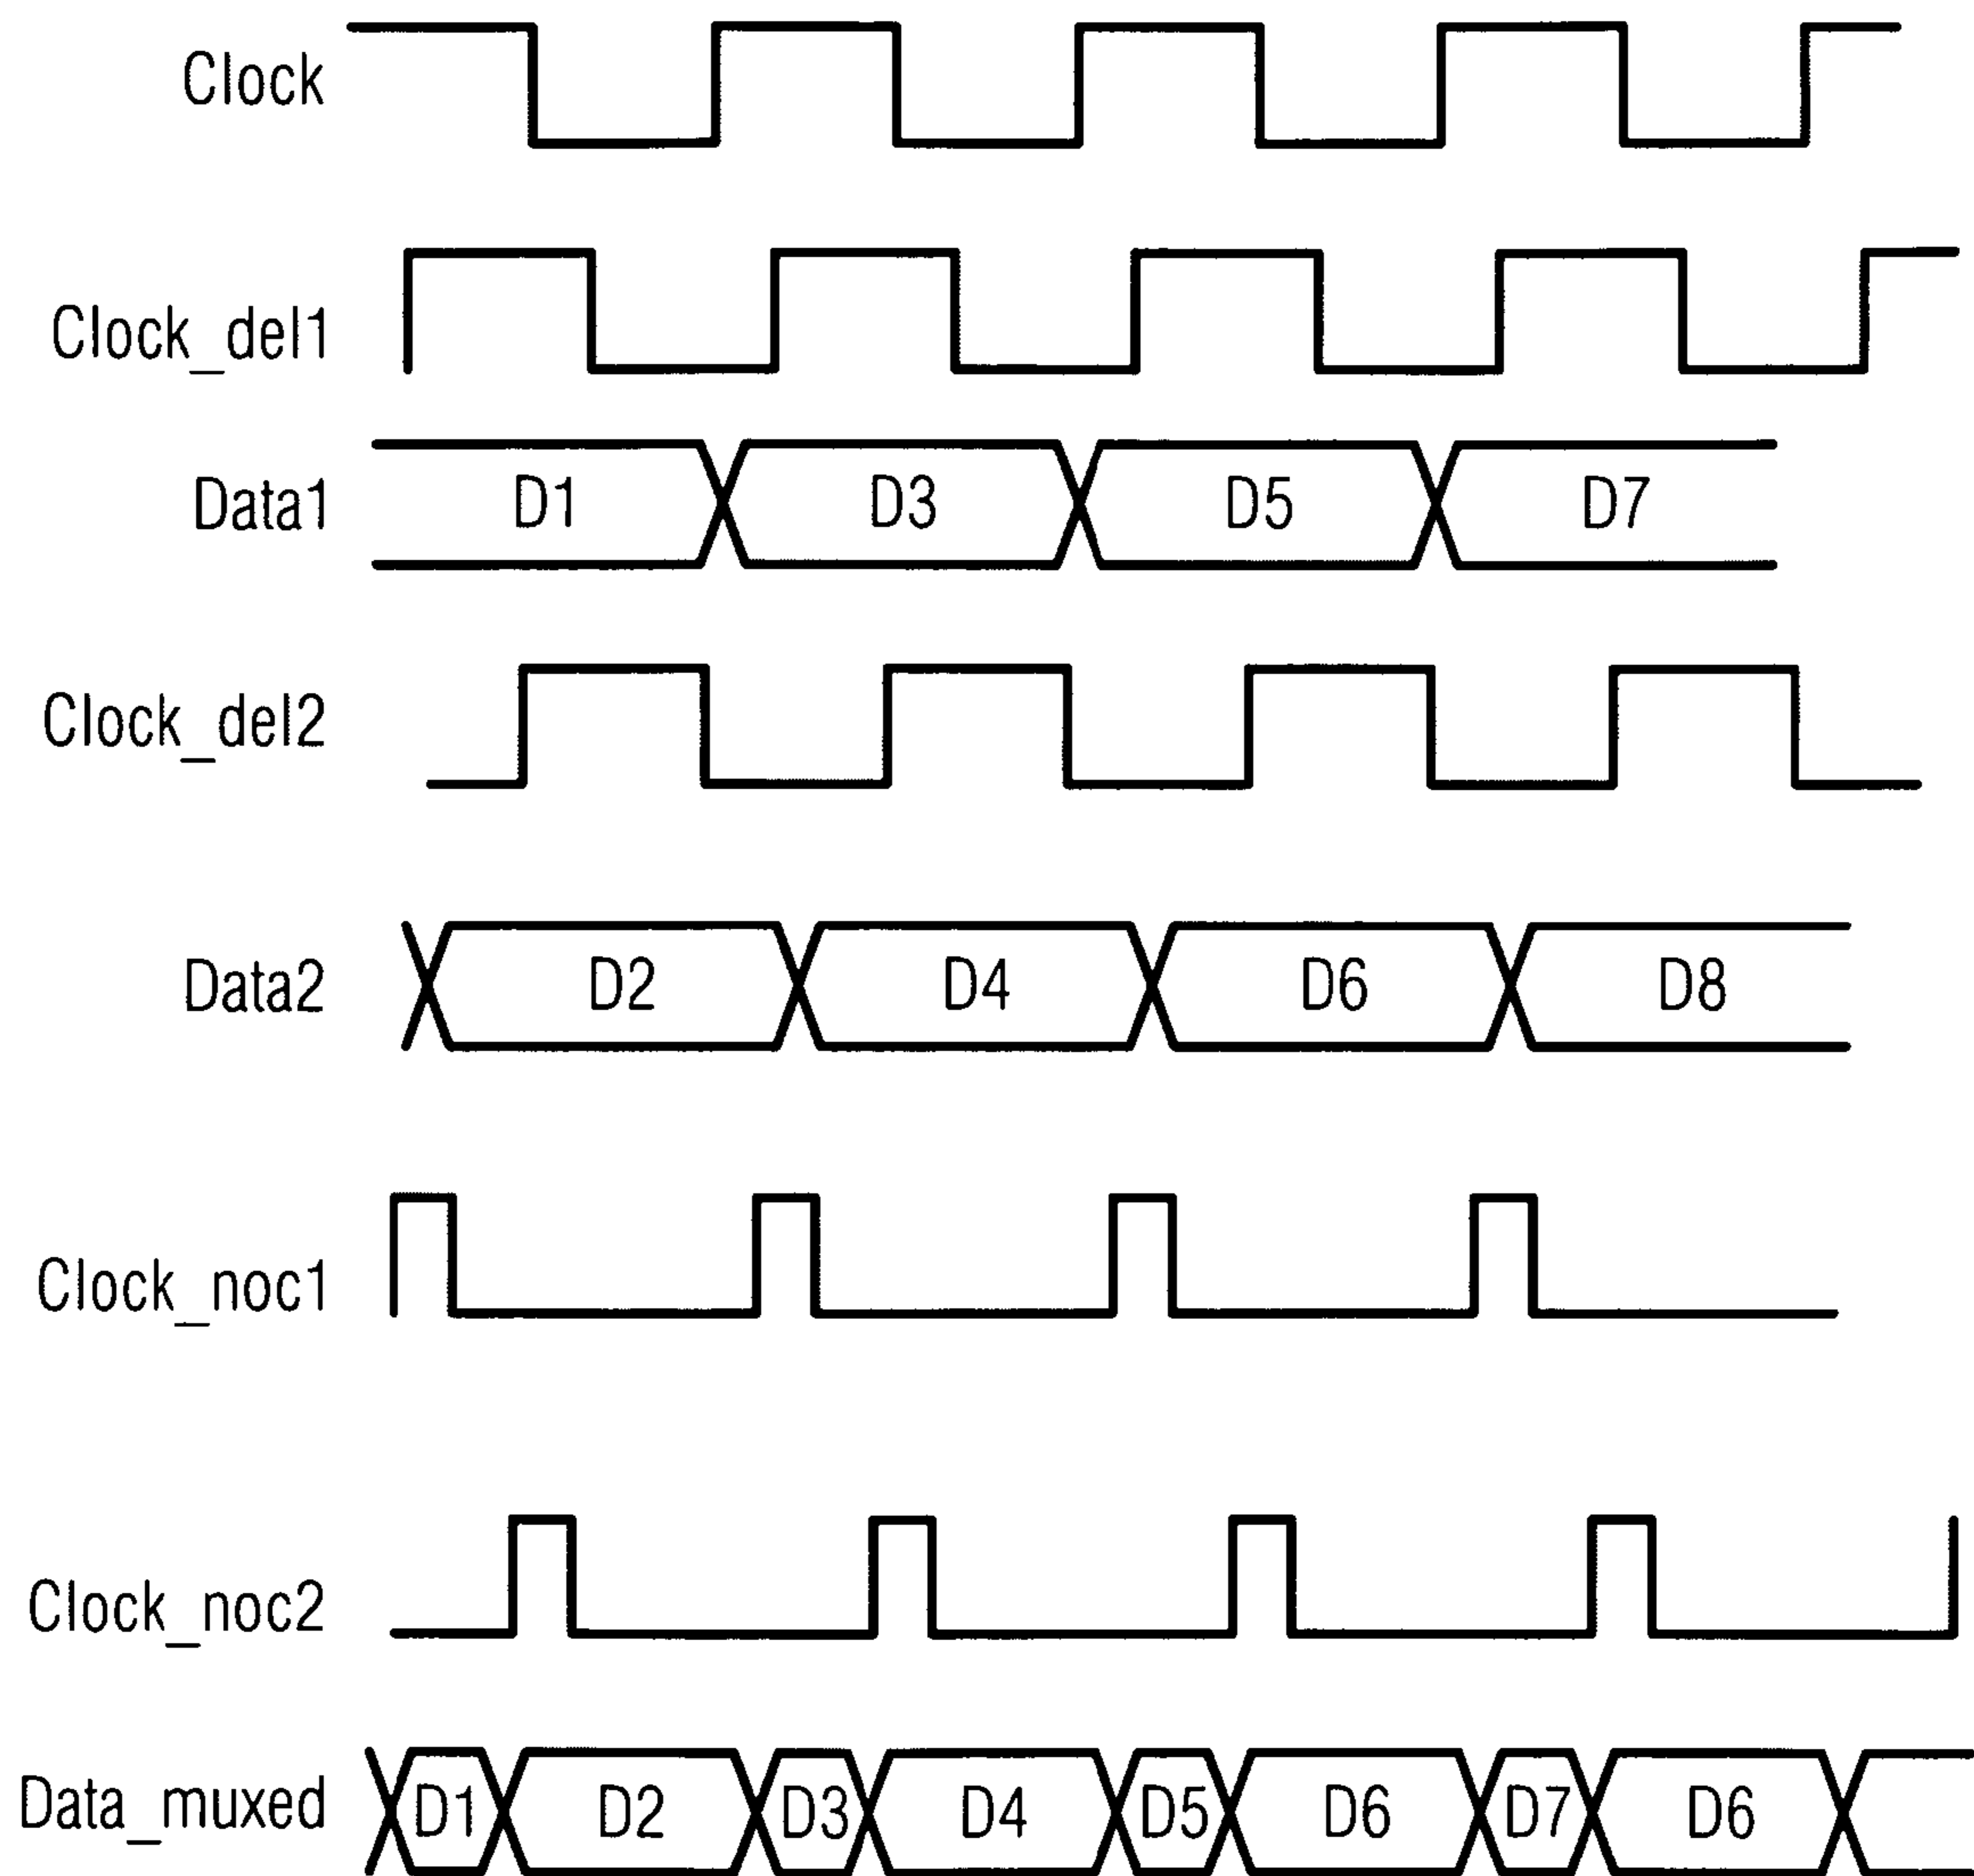 Clock
Clock_del1
Data1 D1 D3 D5 D7
Clock_del2
Data2 D2 D4 D6 D8
Clock_noc1
Clock_noc2
Data_muxed D1 D2 D3 D4 D5 D6 D7 D6